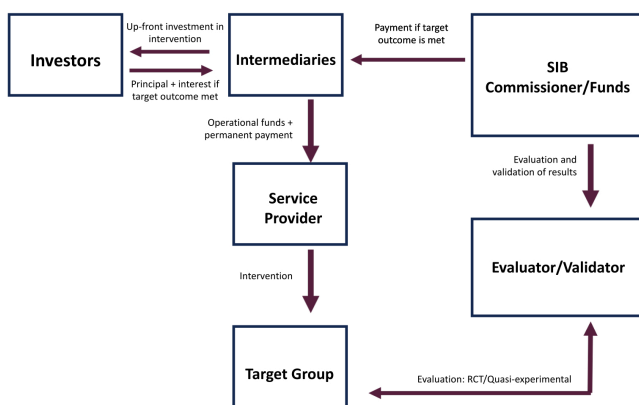 Up-front investment in
intervention
Investors
Principal + interest if
target outcome met
Intermediaries
Payment if target
outcome is met
SIB
Commissioner/Funds
Operational funds +
permanent payment
Evaluation and
validation of results
Service
Provider
Evaluator/Validator
Intervention
Target Group
Evaluation: RCT/Quasi-experimental